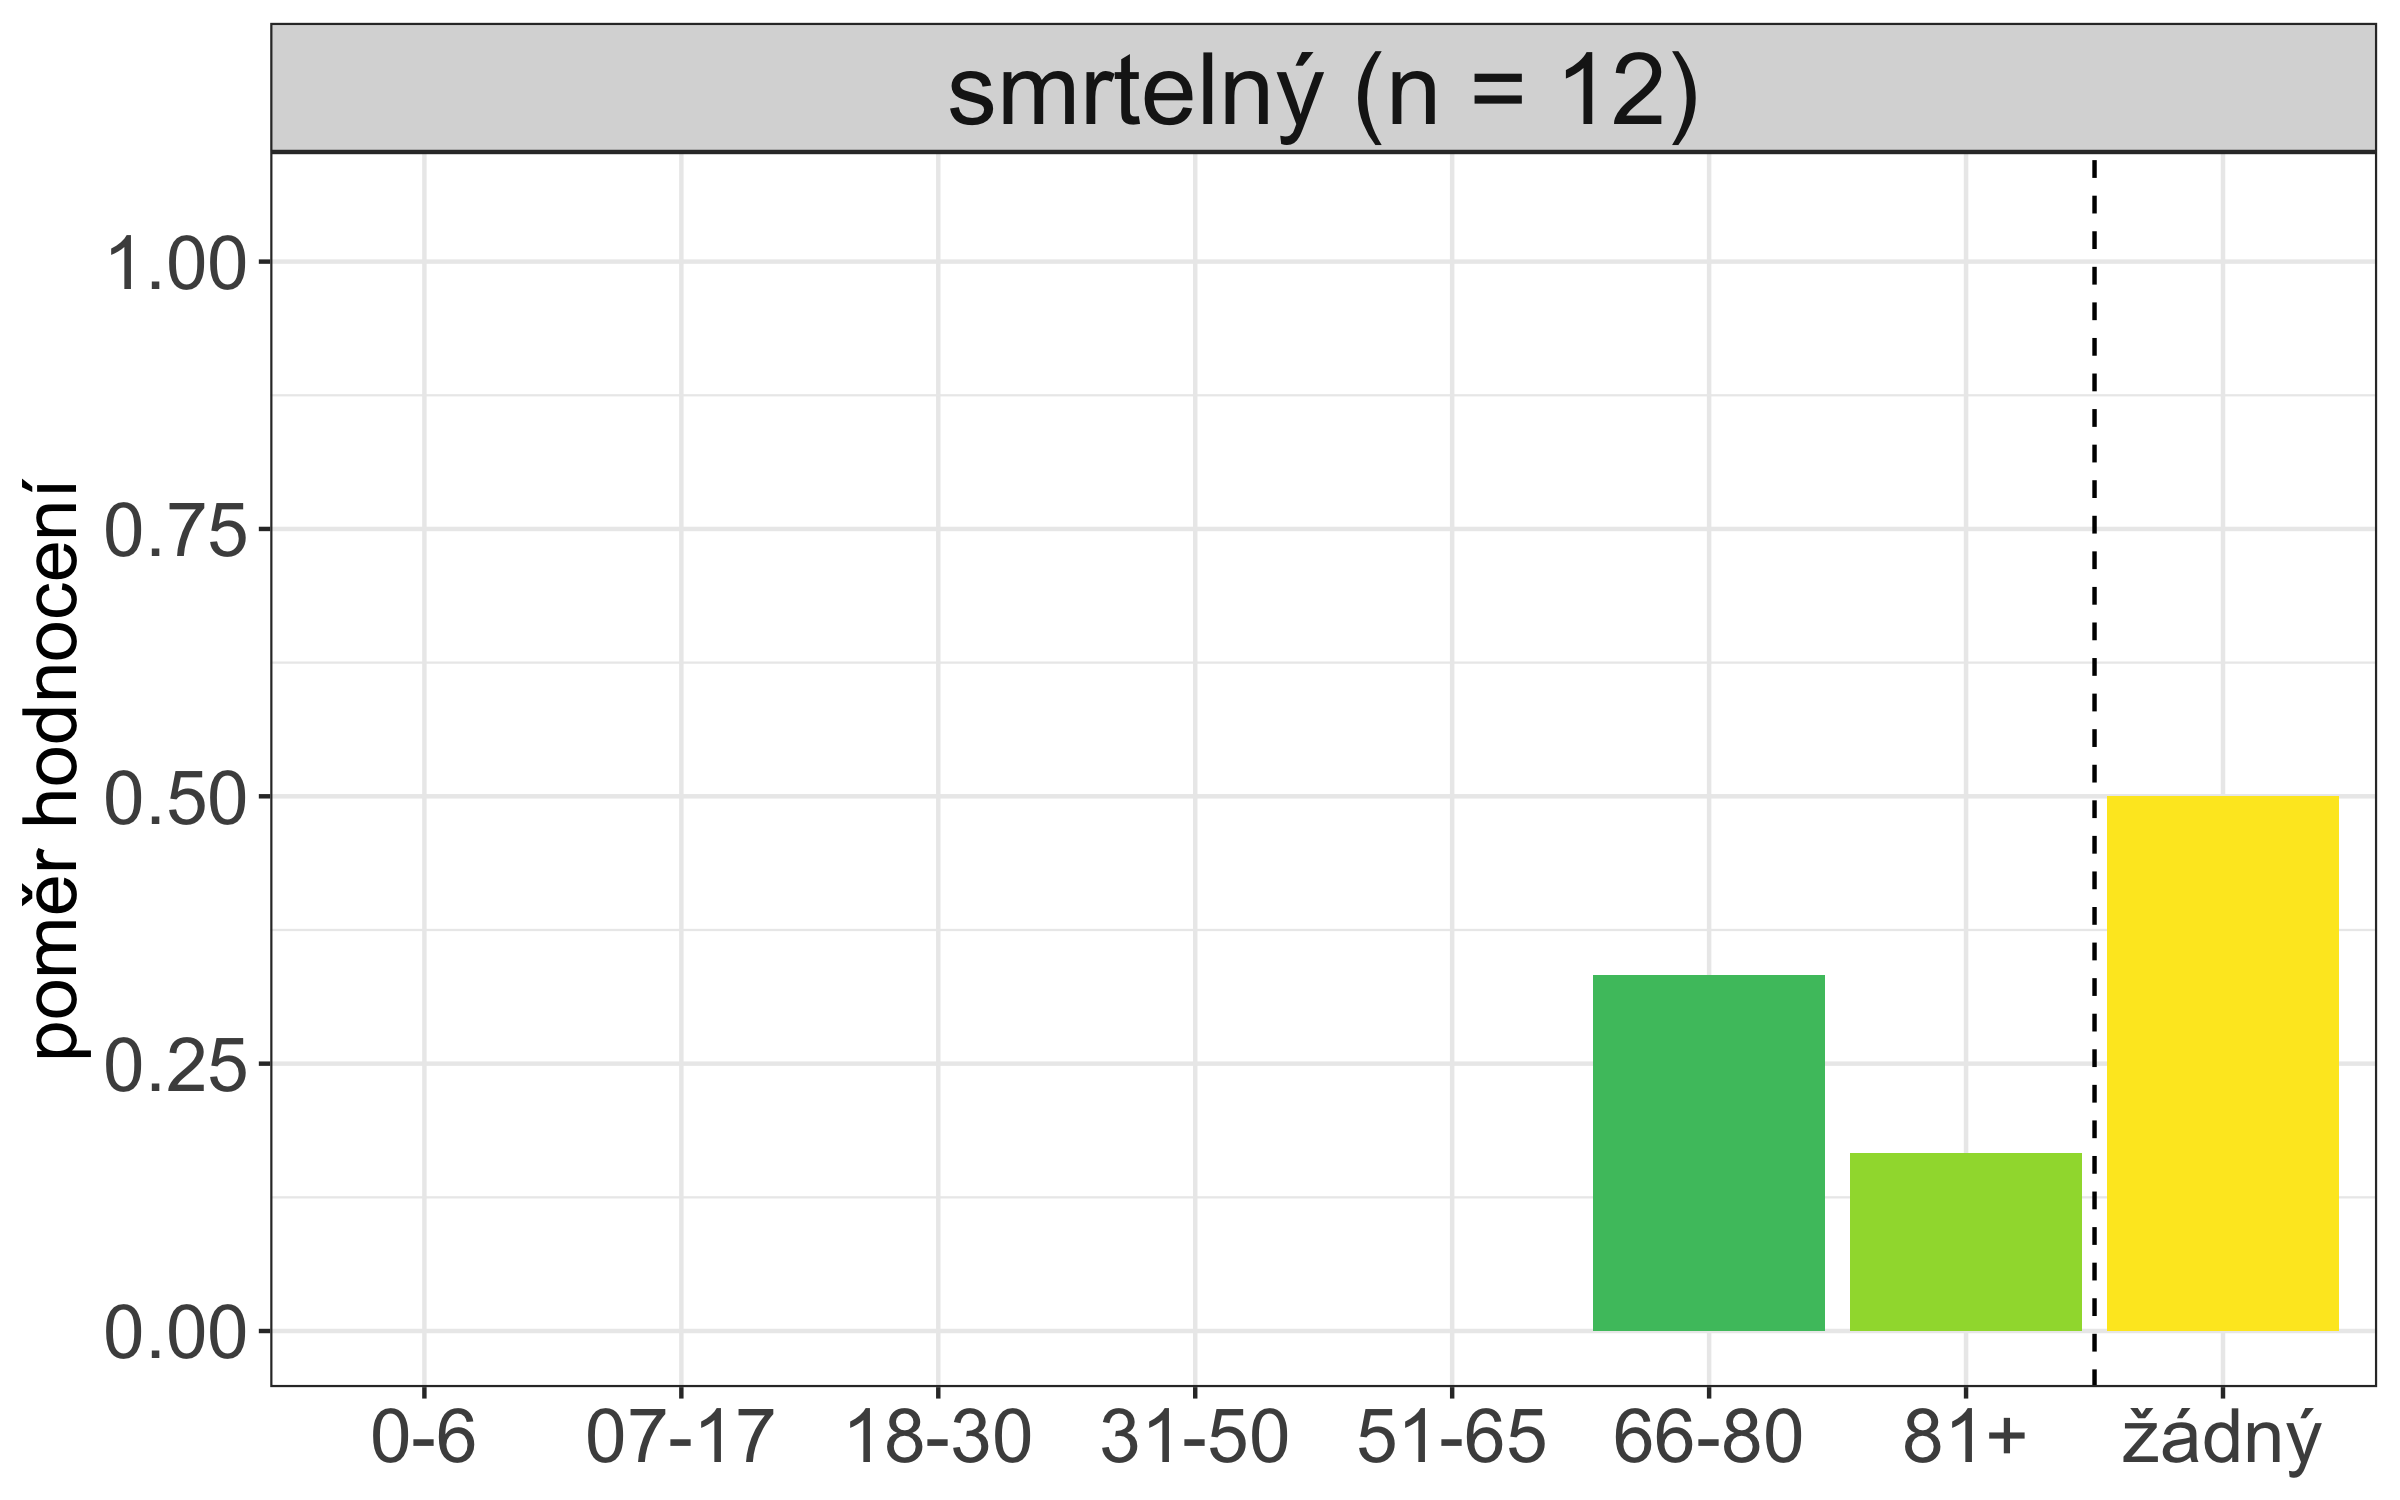 smrtelný (n = 12)
poměr hodnocení
1.00
0.75
0.50
0.25
0.00
0-6 07-17 18-30 31-50 51-65 66-80 81+ žádný